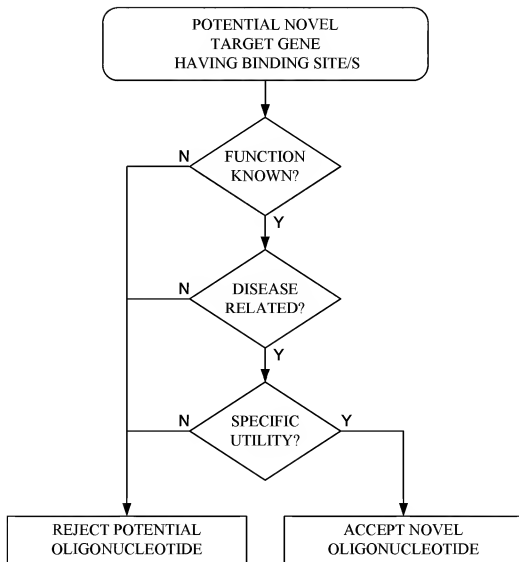 POTENTIAL NOVEL
TARGET GENE
HAVING BINDING SITE/S
N
FUNCTION
KNOWN?
Y
N
DISEASE
RELATED?
Y
N
SPECIFIC
UTILITY?
Y
REJECT POTENTIAL
OLIGONUCLEOTIDE
ACCEPT NOVEL
OLIGONUCLEOTIDE